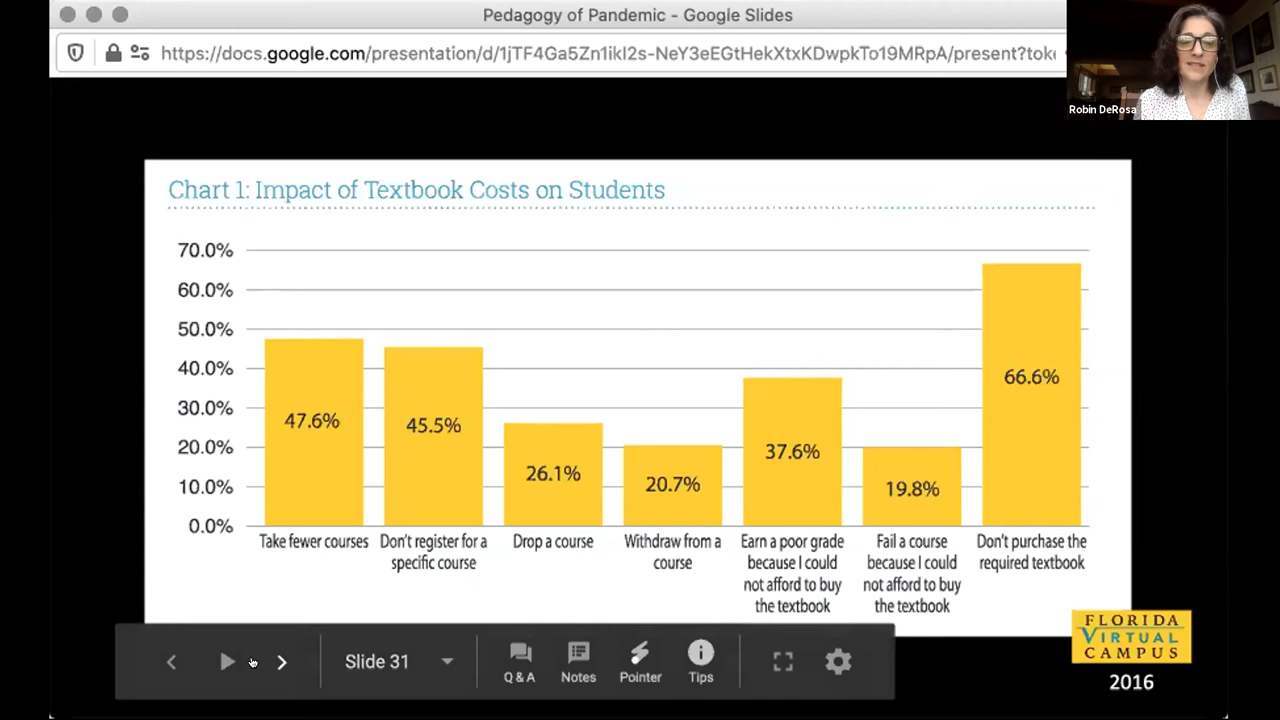 Pedagogy of Pandemic - Google Slides
https://docs.google.com/presentation/d/1jTF4Ga5Zn1ikI2s-NeY3eEGtHekXtxKDwpkTo19MRpA/present?toke
Robin DeRosa
Chart 1: Impact of Textbook Costs on Students
70.0%
60.0%
50.0%
40.0%
30.0%
20.0%
10.0%
0.0%
47.6%
45.5%
26.1%
20.7%
37.6%
19.8%
66.6%
Take fewer courses
Don't register for a
specific course
Drop a course
Withdraw from a
course
Earn a poor grade
because I could
not afford to buy
the textbook
Fail a course
because I could
not afford to buy
the textbook
Don't purchase the
required textbook
Slide 31
Q & A
Notes
Pointer
Tips
FLORIDA
VIRTUAL
CAMPUS
2016